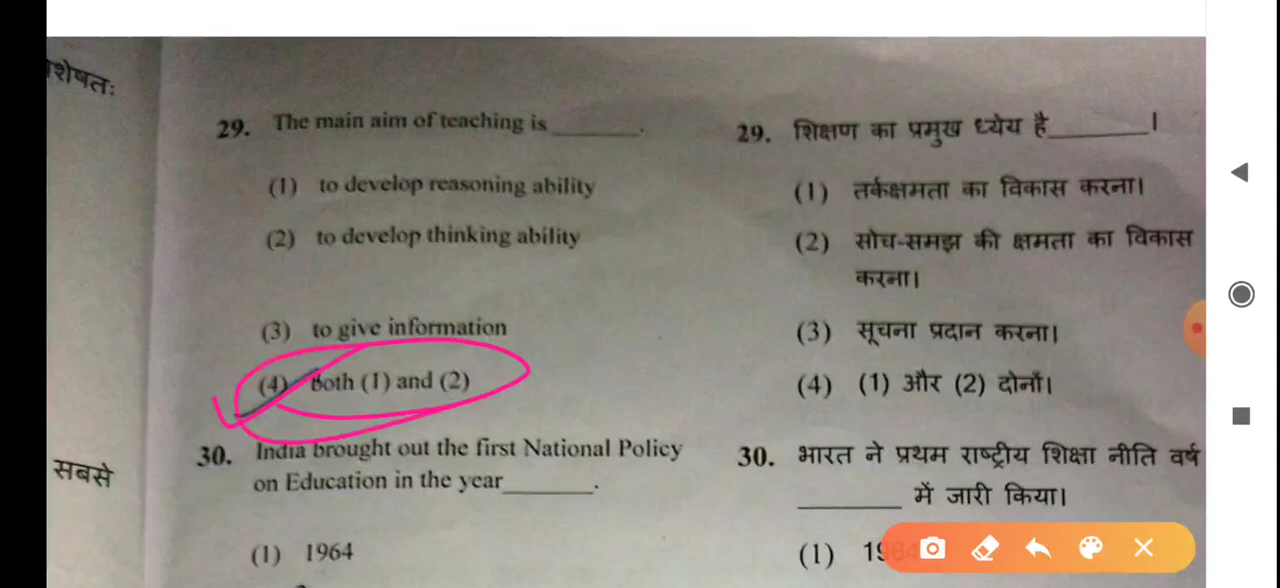 शेषतः
29. The main aim of teaching is ______.
(1) to develop reasoning ability
(2) to develop thinking ability
(3) to give information
(4) Both (1) and (2)
30. India brought out the first National Policy
on Education in the year______.
(1) 1964
29. शिक्षण का प्रमुख ध्येय है______।
(1) तर्कक्षमता का विकास करना।
(2) सोच-समझ की क्षमता का विकास
करना।
(3) सूचना प्रदान करना।
(4) (1) और (2) दोनों।
30. भारत ने प्रथम राष्ट्रीय शिक्षा नीति वर्ष
______ में जारी किया।
(1) 1964
सबसे